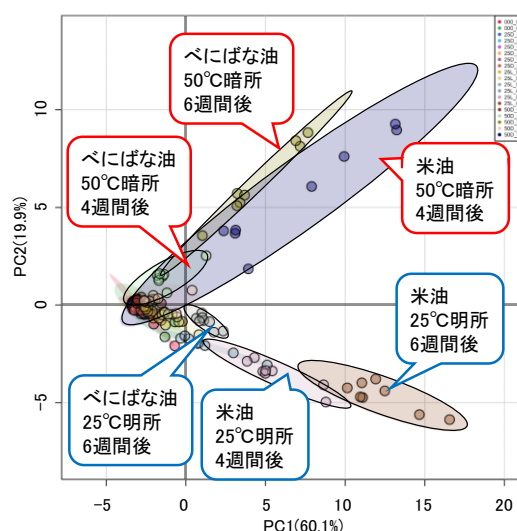 べにばな油
50℃暗所
6週間後
べにばな油
50℃暗所
4週間後
米油
50℃暗所
4週間後
米油
25℃明所
6週間後
べにばな油
25℃明所
6週間後
米油
25℃明所
4週間後
PC2(19.9%)
10
5
0
−5
−5
0
5
10
15
20
PC1(60.1%)